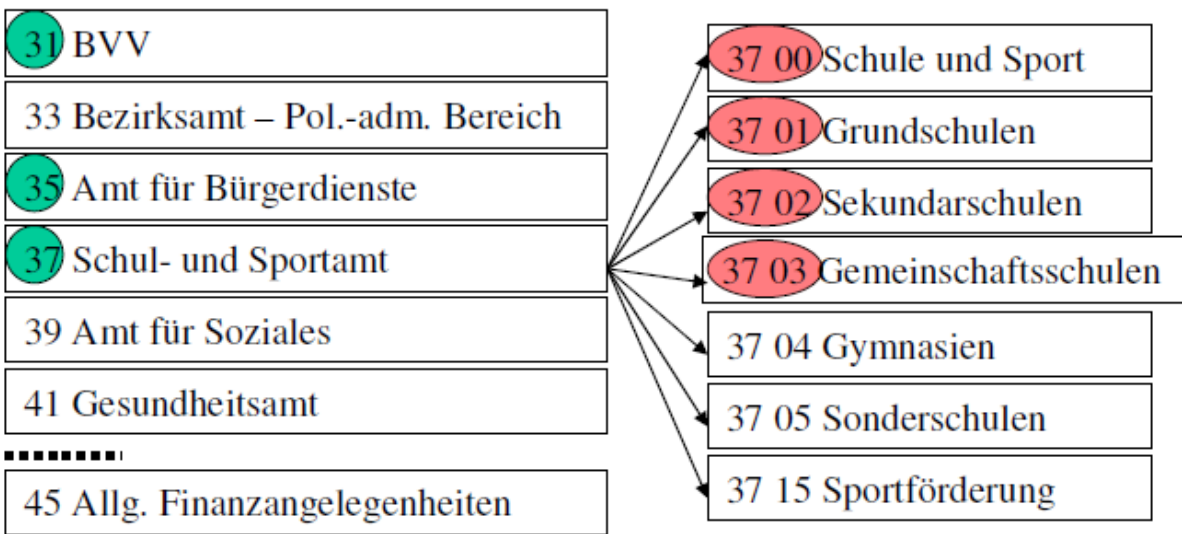 31 BVV
33 Bezirksamt – Pol.-adm. Bereich
35 Amt für Bürgerdienste
37 Schul- und Sportamt
39 Amt für Soziales
41 Gesundheitsamt
45 Allg. Finanzangelegenheiten
37 00 Schule und Sport
37 01 Grundschulen
37 02 Sekundarschulen
37 03 Gemeinschaftsschulen
37 04 Gymnasien
37 05 Sonderschulen
37 15 Sportförderung